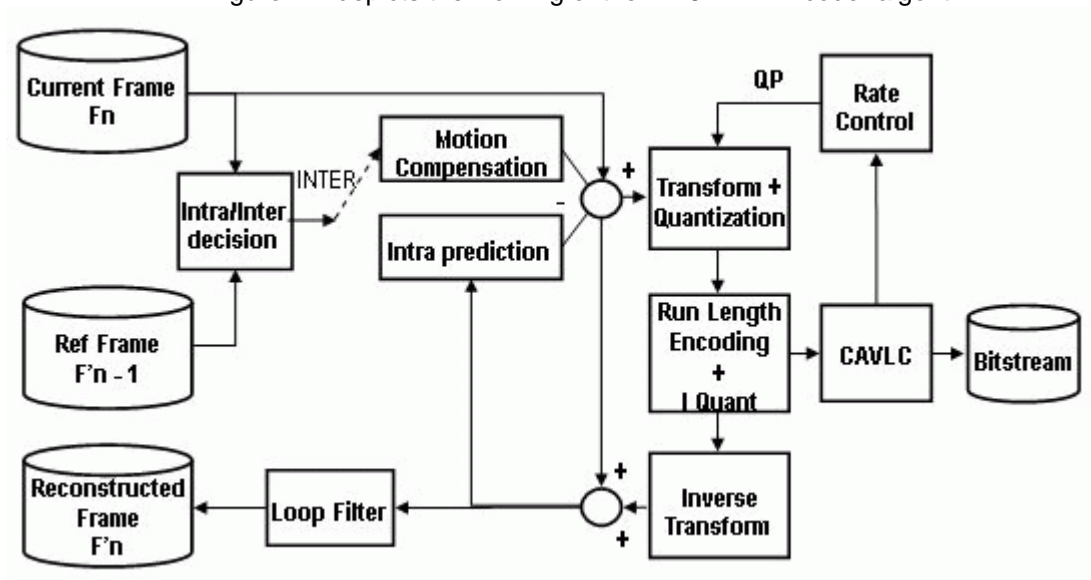 Current Frame
Fn
QP
Rate
Control
Motion
Compensation
INTER
+
-
Transform +
Quantization
Intra/Inter
decision
Intra prediction
Ref Frame
F'n - 1
Run Length
Encoding
+
I Quant
CAVLC
Bitstream
Reconstructed
Frame
F'n
Loop Filter
+
+
Inverse
Transform